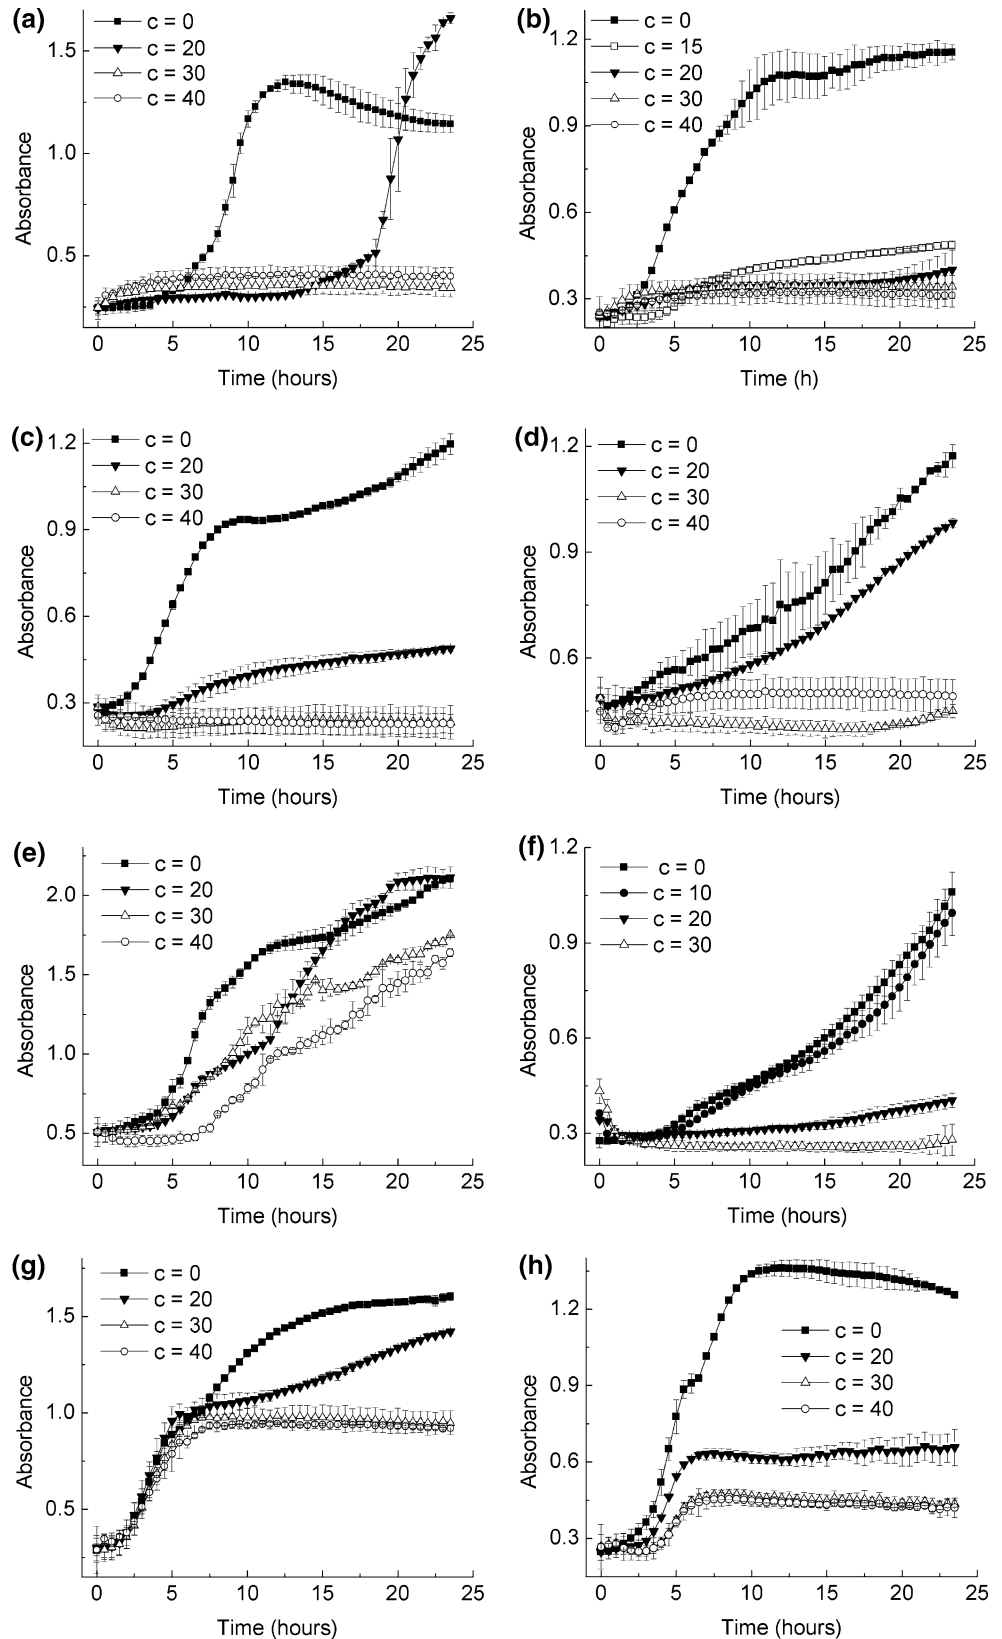 (a)
c = 0
c = 20
c = 30
c = 40
1.5
1.0
0.5
Absorbance
0 5 10 15 20 25
Time (hours)
(b)
c = 0
c = 15
c = 20
c = 30
c = 40
1.2
0.9
0.6
0.3
Absorbance
0 5 10 15 20 25
Time (h)
(c)
c = 0
c = 20
c = 30
c = 40
1.2
0.9
0.6
0.3
Absorbance
0 5 10 15 20 25
Time (hours)
(d)
c = 0
c = 20
c = 30
c = 40
1.2
0.9
0.6
Absorbance
0 5 10 15 20 25
Time (hours)
(e)
c = 0
c = 20
c = 30
c = 40
2.0
1.5
1.0
0.5
Absorbance
0 5 10 15 20 25
Time (hours)
(f)
c = 0
c = 10
c = 20
c = 30
1.2
0.9
0.6
0.3
Absorbance
0 5 10 15 20 25
Time (hours)
(g)
c = 0
c = 20
c = 30
c = 40
1.5
1.0
0.5
Absorbance
0 5 10 15 20 25
Time (hours)
(h)
c = 0
c = 20
c = 30
c = 40
1.2
0.9
0.6
0.3
Absorbance
0 5 10 15 20 25
Time (hours)